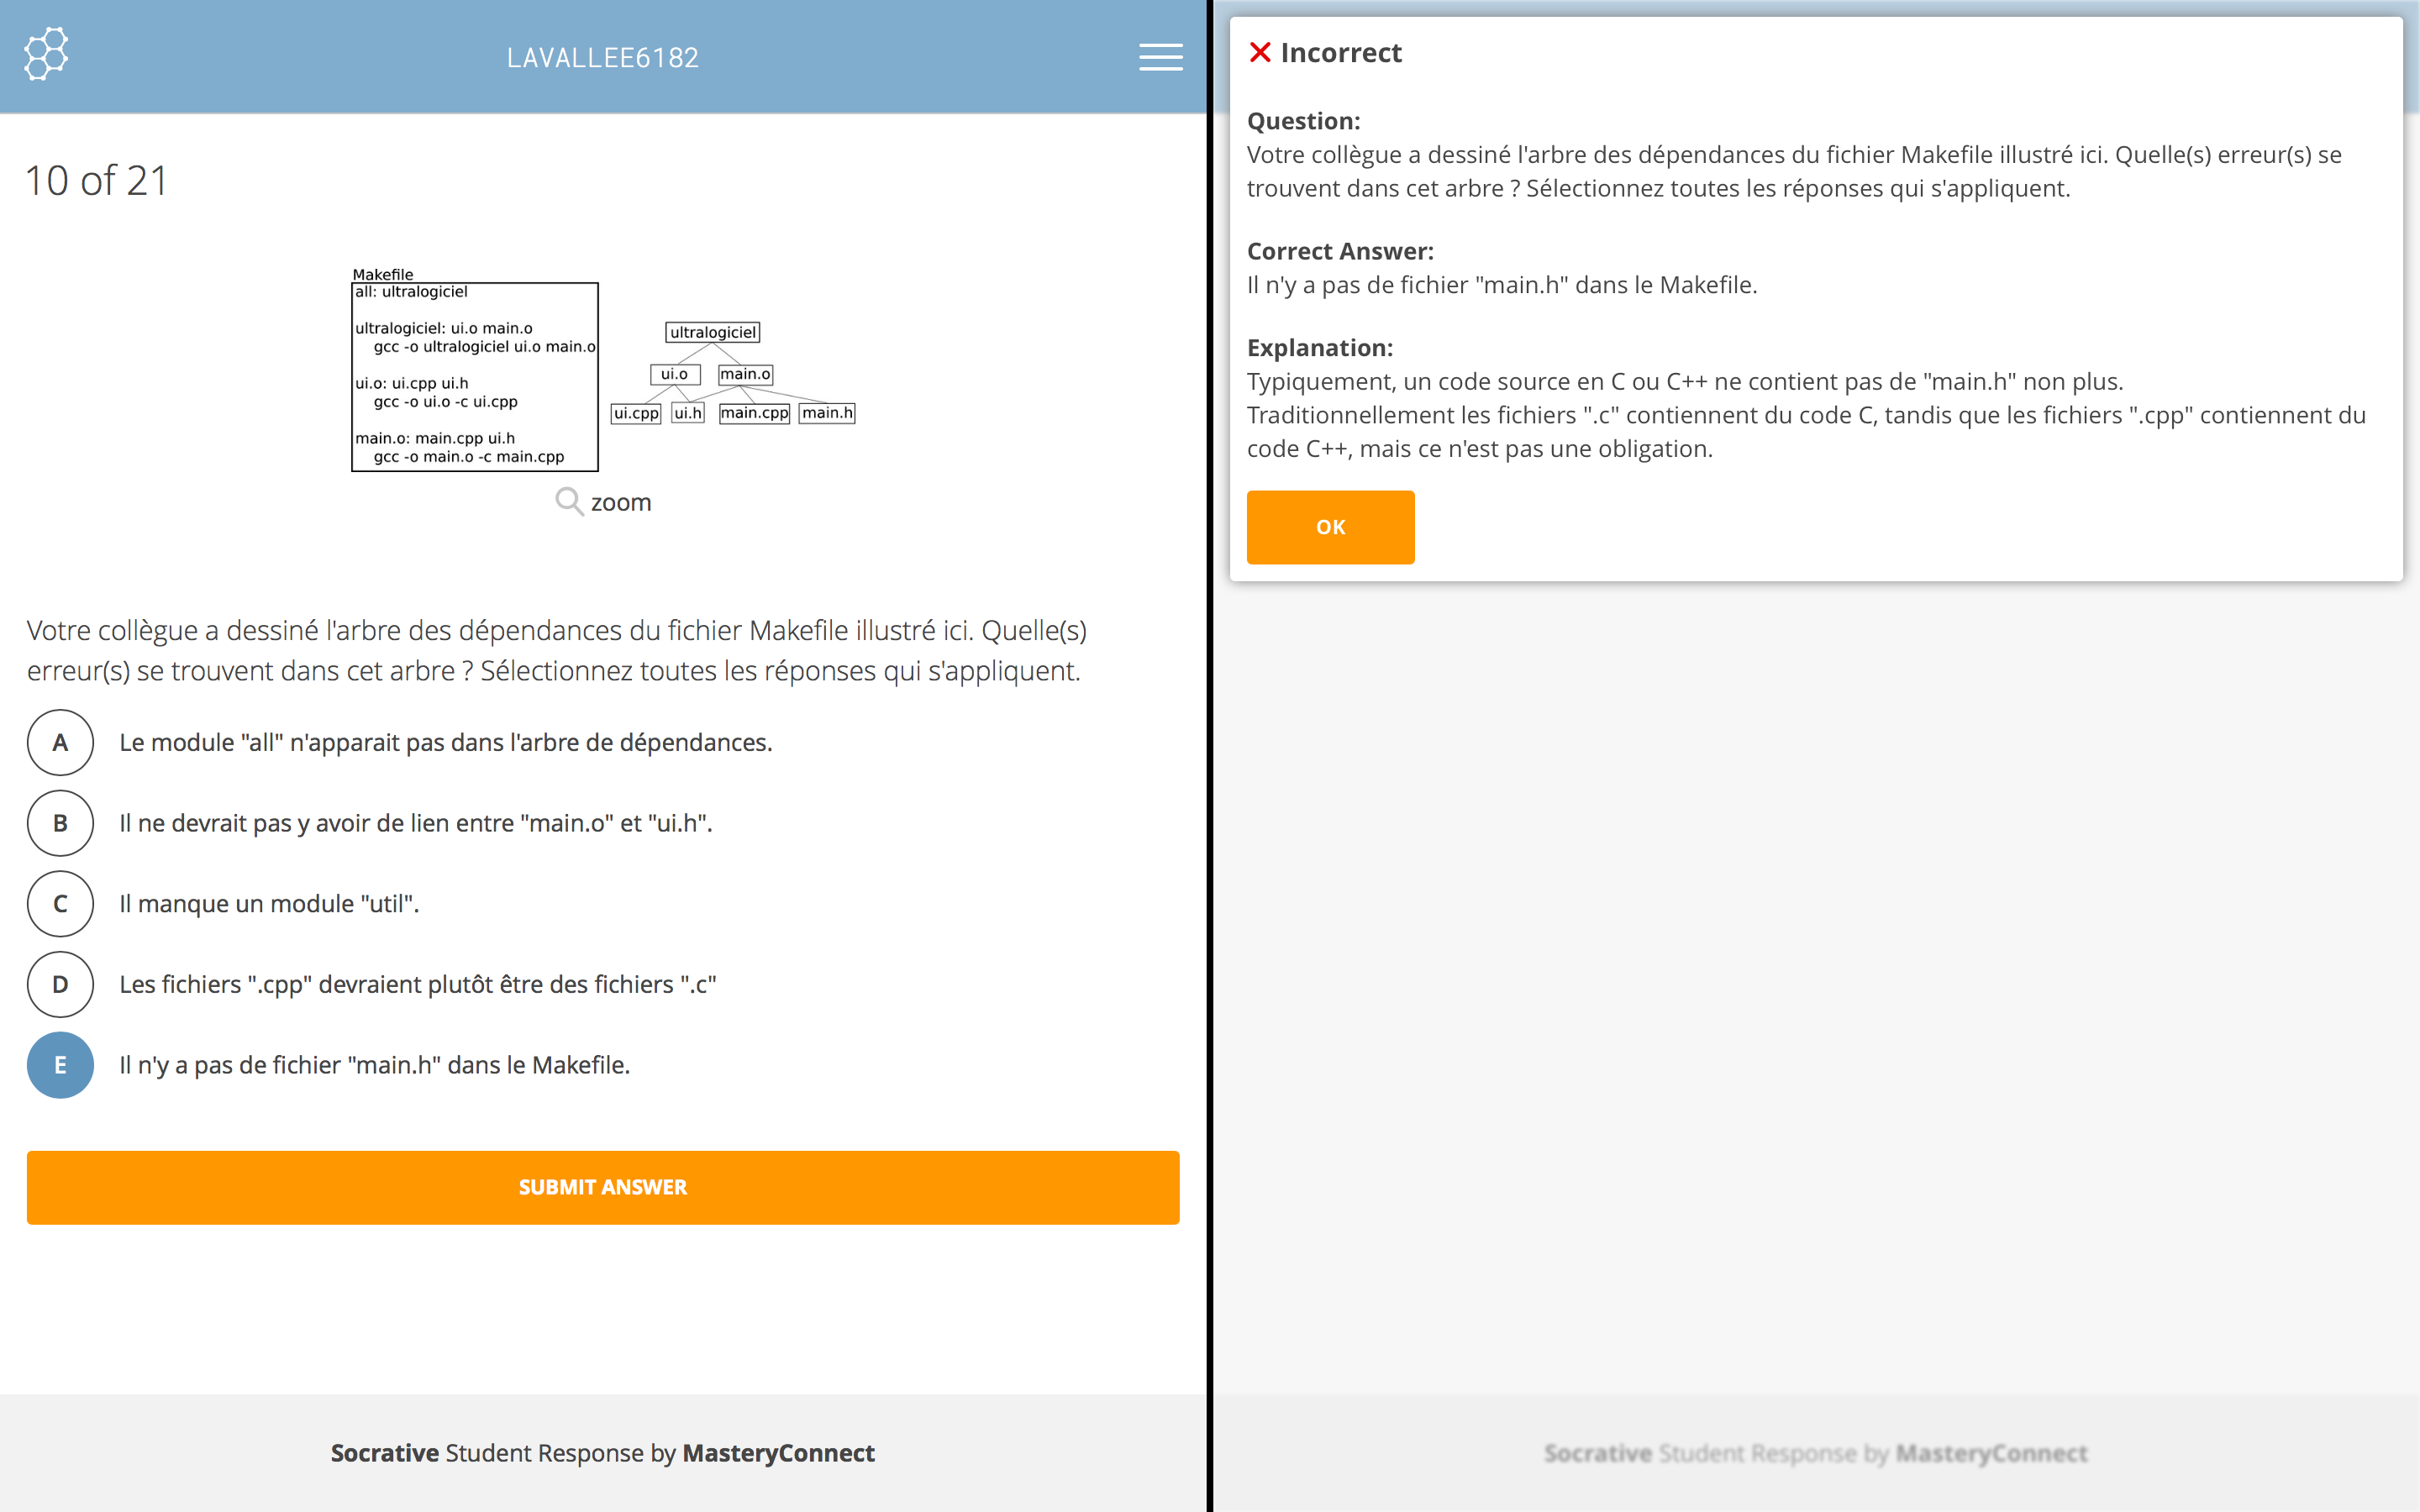 LAVALLEE6182
10 of 21
Makefile
all: ultralogiciel
ultralogiciel: ui.o main.o
gcc -o ultralogiciel ui.o main.o
ui.o: ui.cpp ui.h
gcc -o ui.o -c ui.cpp
main.o: main.cpp ui.h
gcc -o main.o -c main.cpp
ultralogiciel
ui.o main.o
ui.cpp ui.h main.cpp main.h
zoom
Votre collègue a dessiné l'arbre des dépendances du fichier Makefile illustré ici. Quelle(s)
erreur(s) se trouvent dans cet arbre ? Sélectionnez toutes les réponses qui s'appliquent.
A Le module "all" n'apparait pas dans l'arbre de dépendances.
B Il ne devrait pas y avoir de lien entre "main.o" et "ui.h".
C Il manque un module "util".
D Les fichiers ".cpp" devraient plutôt être des fichiers ".c"
E Il n'y a pas de fichier "main.h" dans le Makefile.
SUBMIT ANSWER
Socrative Student Response by MasteryConnect
Incorrect
Question:
Votre collègue a dessiné l'arbre des dépendances du fichier Makefile illustré ici. Quelle(s) erreur(s) se
trouvent dans cet arbre ? Sélectionnez toutes les réponses qui s'appliquent.
Correct Answer:
Il n'y a pas de fichier "main.h" dans le Makefile.
Explanation:
Typiquement, un code source en C ou C++ ne contient pas de "main.h" non plus.
Traditionnellement les fichiers ".c" contiennent du code C, tandis que les fichiers ".cpp" contiennent du
code C++, mais ce n'est pas une obligation.
OK
Socrative Student Response by MasteryConnect